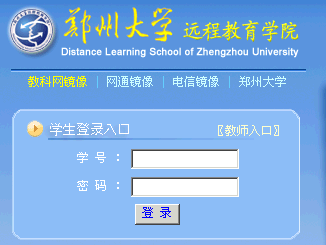 郑州大学 远程教育学院
Distance Learning School of Zhengzhou University
教科网镜像 | 网通镜像 | 电信镜像 | 郑州大学
学生登录入口 〖教师入口〗
学 号 ：
密 码 ：
登 录